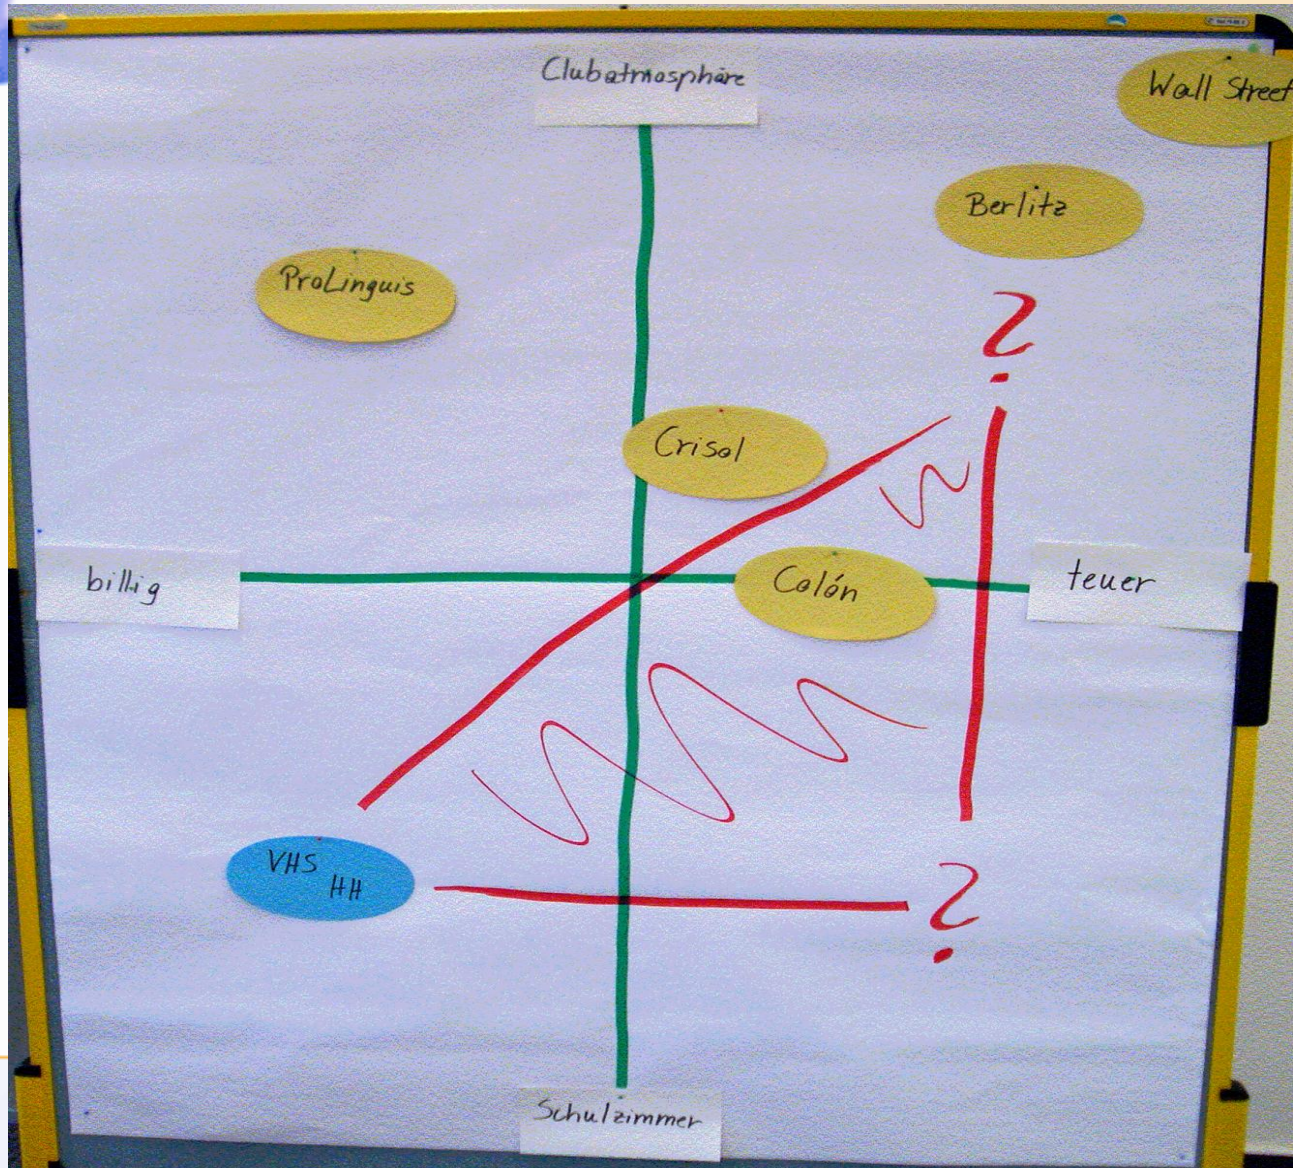 Clubatmosphäre
Wall Street
Berlitz
ProLinguis
?
Crisol
billig
Colón
teuer
VHS
HH
?
Schulzimmer